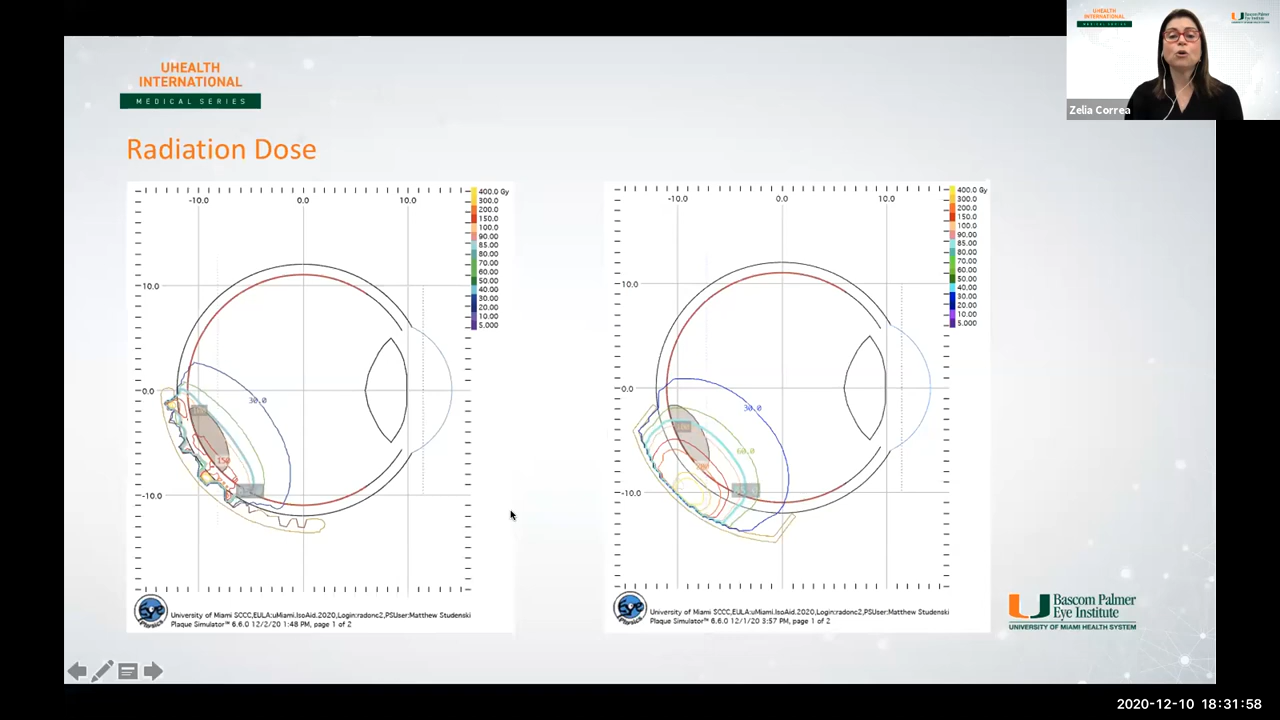 UHEALTH
INTERNATIONAL
MEDICAL SERIES
UHEALTH
INTERNATIONAL
Bascom Palmer
Eye Institute
Zelia Correa
Radiation Dose
-10.0 0.0 10.0
400.0 Gy
300.0
200.0
150.0
100.0
90.00
85.00
80.00
70.00
60.00
50.00
40.00
30.00
20.00
10.00
5.000
10.0
0.0
-10.0
30.0
150
University of Miami SCCC,EULA:uMiami.IsoAid.2020,Login:radonc2,PSUser:Matthew Studenski
Plaque Simulator™ 6.6.0 12/2/20 1:48 PM, page 1 of 2
-10.0 0.0 10.0
400.0 Gy
300.0
200.0
150.0
100.0
90.00
85.00
80.00
70.00
60.00
50.00
40.00
30.00
20.00
10.00
5.000
10.0
0.0
-10.0
30.0
60.0
University of Miami SCCC,EULA:uMiami.IsoAid.2020,Login:radonc2,PSUser:Matthew Studenski
Plaque Simulator™ 6.6.0 12/1/20 3:57 PM, page 1 of 2
Bascom Palmer
Eye Institute
UNIVERSITY OF MIAMI HEALTH SYSTEM
2020-12-10 18:31:58